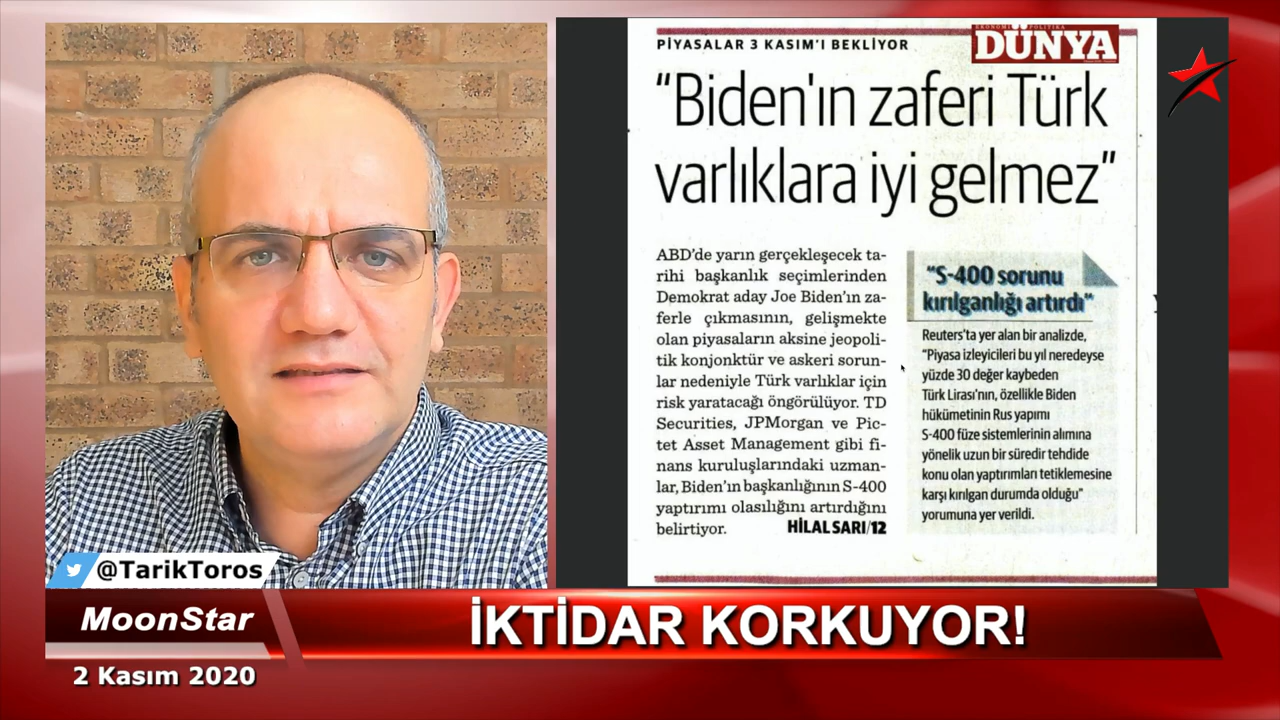 PİYASALAR 3 KASIM'I BEKLİYOR
EKONOMİ POLİTİKA
DÜNYA
“Biden'ın zaferi Türk
varlıklara iyi gelmez”
ABD’de yarın gerçekleşecek ta-
rihi başkanlık seçimlerinden
Demokrat aday Joe Biden’ın za-
ferle çıkmasının, gelişmekte
olan piyasaların aksine jeopoli-
tik konjonktür ve askeri sorun-
lar nedeniyle Türk varlıklar için
risk yaratacağı öngörülüyor. TD
Securities, JPMorgan ve Pic-
tet Asset Management gibi fi-
nans kuruluşlarındaki uzman-
lar, Biden’ın başkanlığının S-400
yaptırımı olasılığını artırdığını
belirtiyor. HİLAL SARI/12
“S-400 sorunu
kırılganlığı artırdı”
Reuters’ta yer alan bir analizde,
“Piyasa izleyicileri bu yıl neredeyse
yüzde 30 değer kaybeden
Türk Lirası’nın, özellikle Biden
hükümetinin Rus yapımı
S-400 füze sistemlerinin alımına
yönelik uzun bir süredir tehdide
konu olan yaptırımları tetiklemesine
karşı kırılgan durumda olduğu”
yorumuna yer verildi.
@TarikToros
MoonStar
İKTİDAR KORKUYOR!
2 Kasım 2020